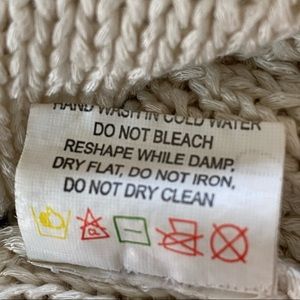 HAND WASH IN COLD WATER
DO NOT BLEACH
RESHAPE WHILE DAMP,
DRY FLAT, DO NOT IRON,
DO NOT DRY CLEAN